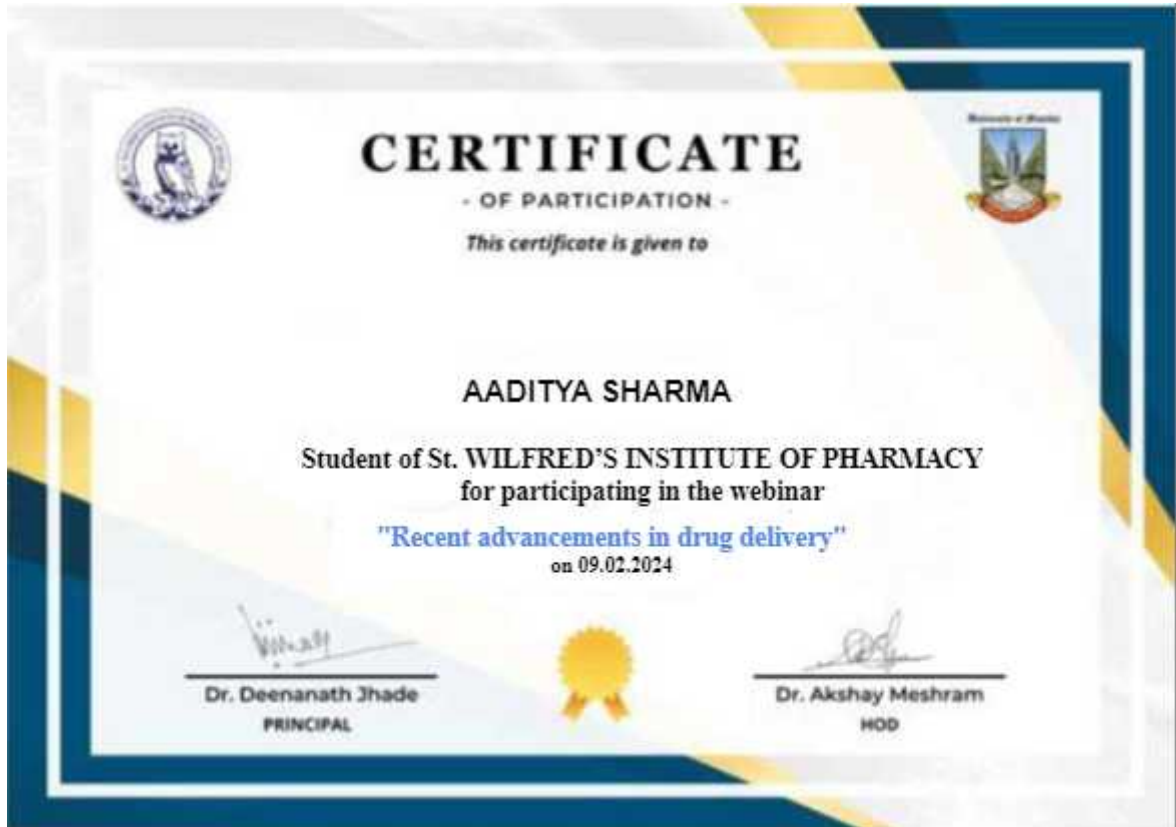 CERTIFICATE
- OF PARTICIPATION -
This certificate is given to
AADITYA SHARMA
Student of St. WILFRED'S INSTITUTE OF PHARMACY
for participating in the webinar
"Recent advancements in drug delivery"
on 09.02.2024
Dr. Deenanath Jhade
PRINCIPAL
Dr. Akshay Meshram
HOD